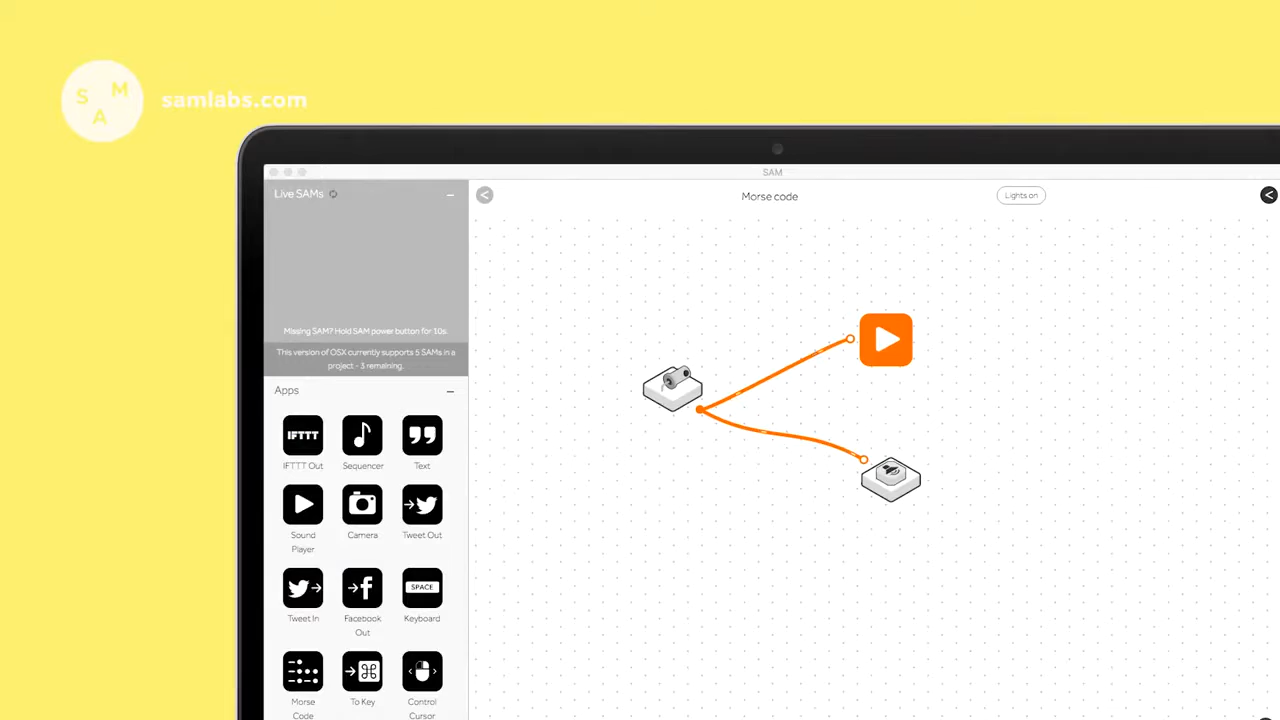 S M
A
samlabs.com
SAM
Live SAMs
Morse code
Lights on
Missing SAM? Hold SAM power button for 10s.
This version of OSX currently supports 5 SAMs in a
project - 3 remaining.
Apps
IFTTT
IFTTT Out
Sequencer
Text
Sound
Player
Camera
Tweet Out
SPACE
Tweet In
Facebook
Out
Keyboard
Morse
Code
To Key
Control
Cursor